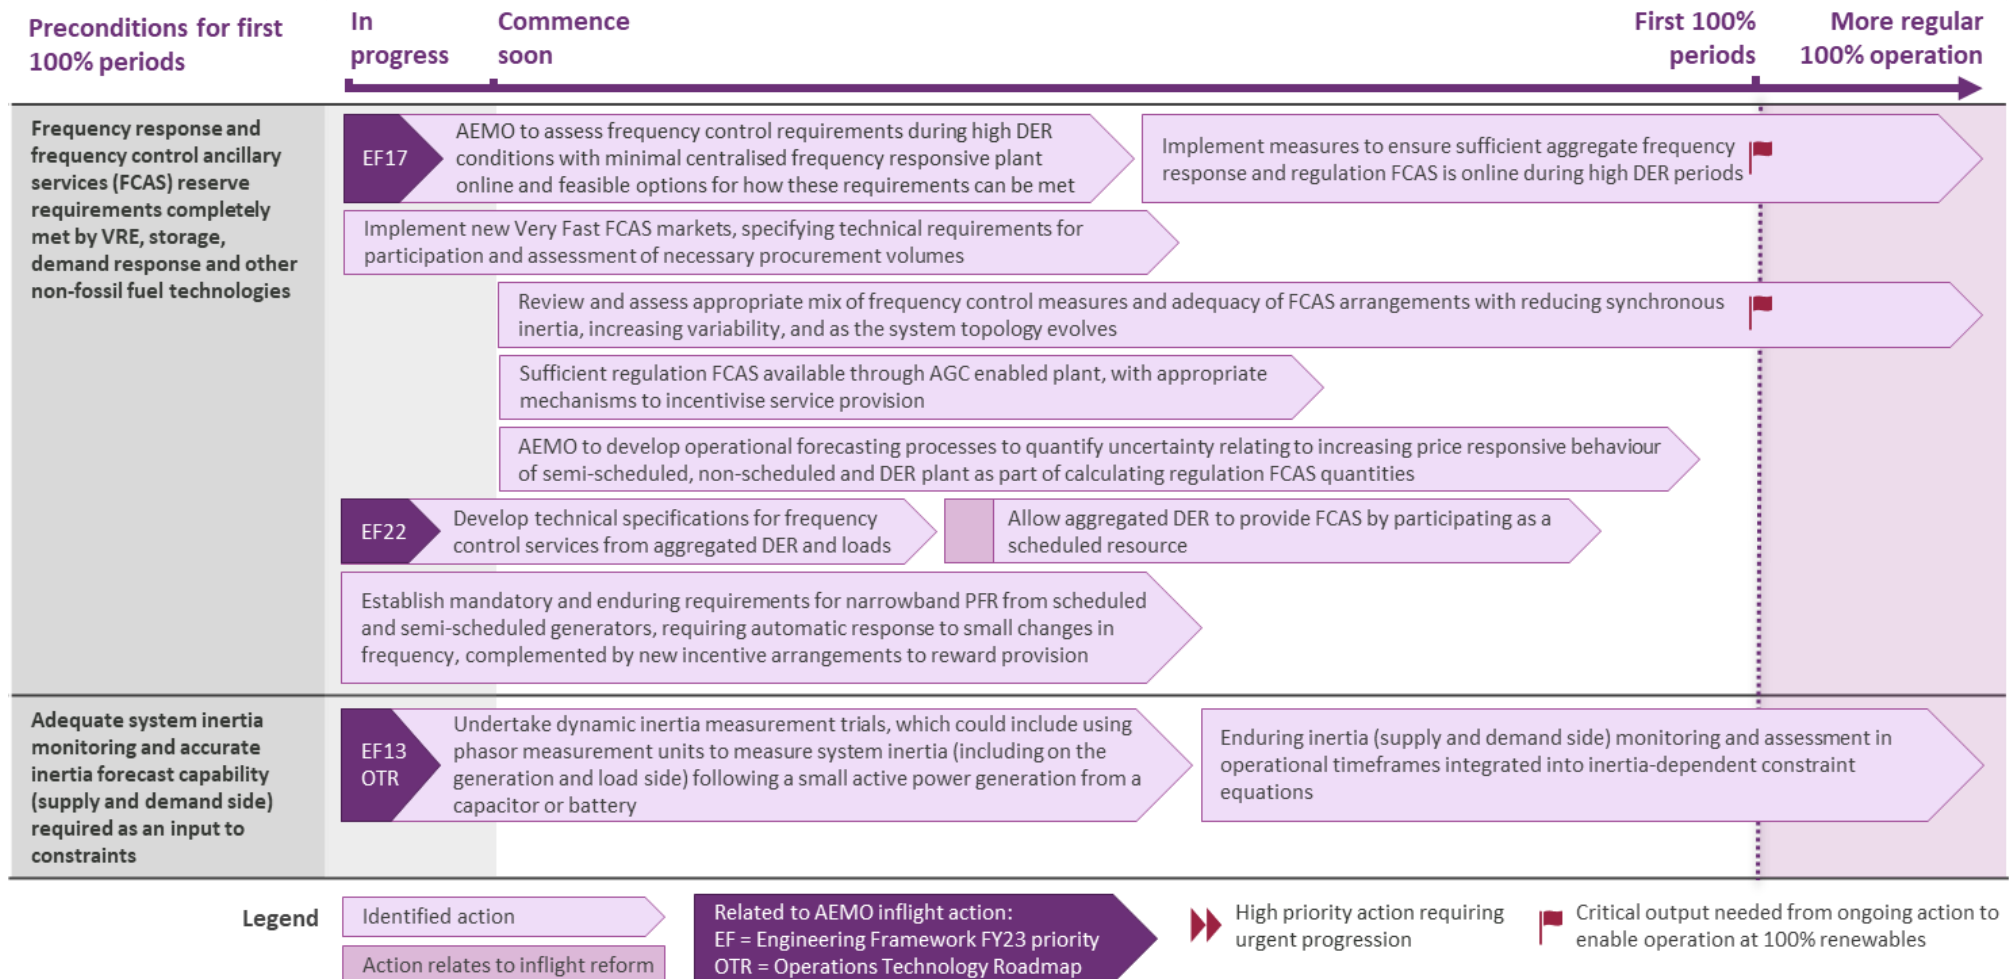 Preconditions for first
100% periods
In
progress
Commence
soon
First 100%
periods
More regular
100% operation
Frequency response and
frequency control ancillary
services (FCAS) reserve
requirements completely
met by VRE, storage,
demand response and other
non-fossil fuel technologies
EF17
AEMO to assess frequency control requirements during high DER
conditions with minimal centralised frequency responsive plant
online and feasible options for how these requirements can be met
Implement measures to ensure sufficient aggregate frequency
response and regulation FCAS is online during high DER periods
Implement new Very Fast FCAS markets, specifying technical requirements for
participation and assessment of necessary procurement volumes
Review and assess appropriate mix of frequency control measures and adequacy of FCAS arrangements with reducing synchronous
inertia, increasing variability, and as the system topology evolves
Sufficient regulation FCAS available through AGC enabled plant, with appropriate
mechanisms to incentivise service provision
AEMO to develop operational forecasting processes to quantify uncertainty relating to increasing price responsive behaviour
of semi-scheduled, non-scheduled and DER plant as part of calculating regulation FCAS quantities
EF22
Develop technical specifications for frequency
control services from aggregated DER and loads
Allow aggregated DER to provide FCAS by participating as a
scheduled resource
Establish mandatory and enduring requirements for narrowband PFR from scheduled
and semi-scheduled generators, requiring automatic response to small changes in
frequency, complemented by new incentive arrangements to reward provision
Adequate system inertia
monitoring and accurate
inertia forecast capability
(supply and demand side)
required as an input to
constraints
EF13
OTR
Undertake dynamic inertia measurement trials, which could include using
phasor measurement units to measure system inertia (including on the
generation and load side) following a small active power generation from a
capacitor or battery
Enduring inertia (supply and demand side) monitoring and assessment in
operational timeframes integrated into inertia-dependent constraint
equations
Legend
Identified action
Action relates to inflight reform
Related to AEMO inflight action:
EF = Engineering Framework FY23 priority
OTR = Operations Technology Roadmap
High priority action requiring
urgent progression
Critical output needed from ongoing action to
enable operation at 100% renewables